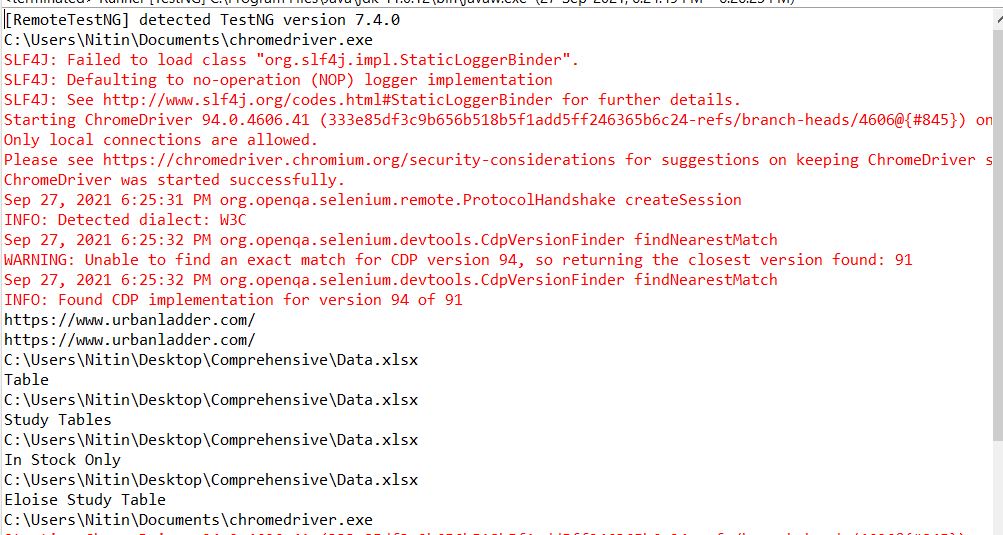 [RemoteTestNG] detected TestNG version 7.4.0
C:\Users\Nitin\Documents\chromedriver.exe
SLF4J: Failed to load class "org.slf4j.impl.StaticLoggerBinder".
SLF4J: Defaulting to no-operation (NOP) logger implementation
SLF4J: See http://www.slf4j.org/codes.html#StaticLoggerBinder for further details.
Starting ChromeDriver 94.0.4606.41 (333e85df3c9b656b518b5f1add5ff246365b6c24-refs/branch-heads/4606@{#845}) on
Only local connections are allowed.
Please see https://chromedriver.chromium.org/security-considerations for suggestions on keeping ChromeDriver s
ChromeDriver was started successfully.
Sep 27, 2021 6:25:31 PM org.openqa.selenium.remote.ProtocolHandshake createSession
INFO: Detected dialect: W3C
Sep 27, 2021 6:25:32 PM org.openqa.selenium.devtools.CdpVersionFinder findNearestMatch
WARNING: Unable to find an exact match for CDP version 94, so returning the closest version found: 91
Sep 27, 2021 6:25:32 PM org.openqa.selenium.devtools.CdpVersionFinder findNearestMatch
INFO: Found CDP implementation for version 94 of 91
https://www.urbanladder.com/
https://www.urbanladder.com/
C:\Users\Nitin\Desktop\Comprehensive\Data.xlsx
Table
C:\Users\Nitin\Desktop\Comprehensive\Data.xlsx
Study Tables
C:\Users\Nitin\Desktop\Comprehensive\Data.xlsx
In Stock Only
C:\Users\Nitin\Desktop\Comprehensive\Data.xlsx
Eloise Study Table
C:\Users\Nitin\Documents\chromedriver.exe